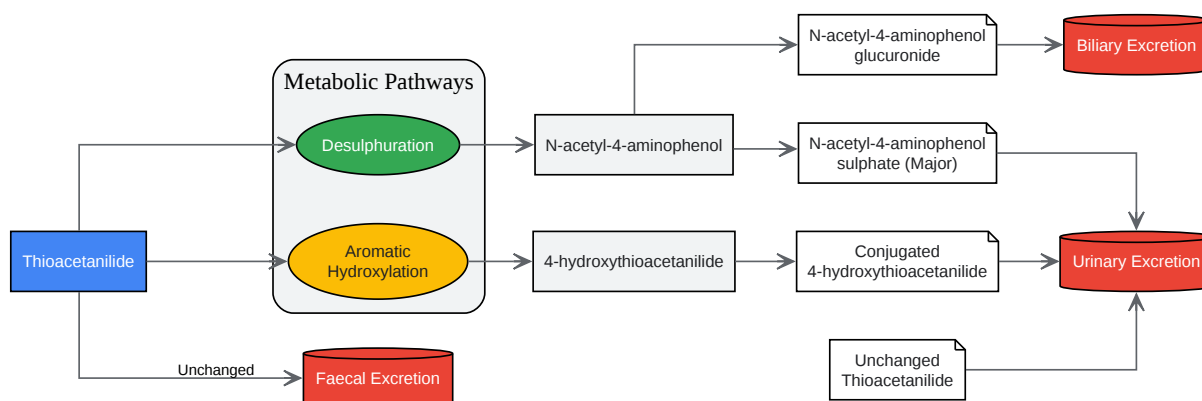 N-acetyl-4-aminophenol
glucuronide
Biliary Excretion
Metabolic Pathways
Desulphuration
N-acetyl-4-aminophenol
N-acetyl-4-aminophenol
sulphate (Major)
Thioacetanilide
Aromatic
Hydroxylation
4-hydroxythioacetanilide
Conjugated
4-hydroxythioacetanilide
Urinary Excretion
Unchanged
Faecal Excretion
Unchanged
Thioacetanilide